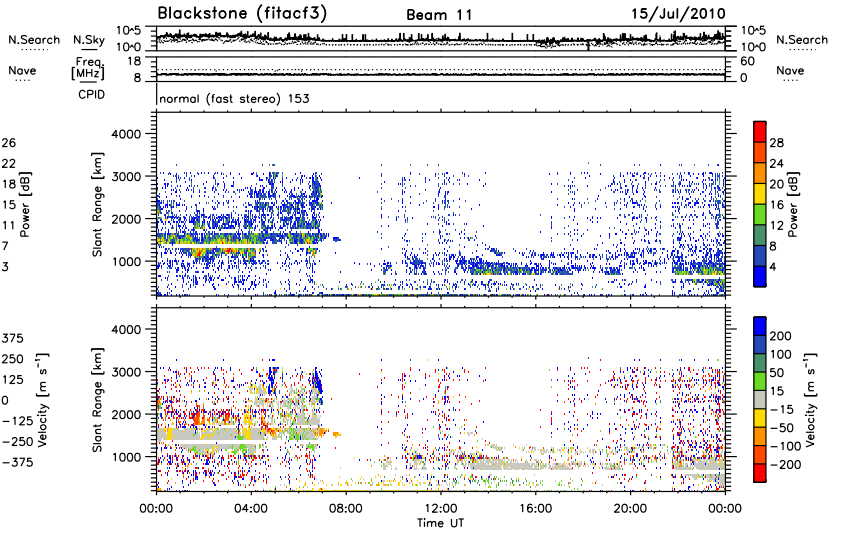 Blackstone (fitacf3) Beam 11 15/Jul/2010
N.Search N.Sky 10^5 10^0 10^5 10^0 N.Search
Nave Freq. [MHz] 18 8 60 0 Nave
CPID normal (fast stereo) 153
26 22 18 15 11 7 3
Power [dB]
Slant Range [km]
4000 3000 2000 1000
28 24 20 16 12 8 4
Power [dB]
375 250 125 0 −125 −250 −375
Velocity [m s⁻¹]
Slant Range [km]
4000 3000 2000 1000
200 100 50 15 −15 −50 −100 −200
Velocity [m s⁻¹]
00:00 04:00 08:00 12:00 16:00 20:00 00:00
Time UT